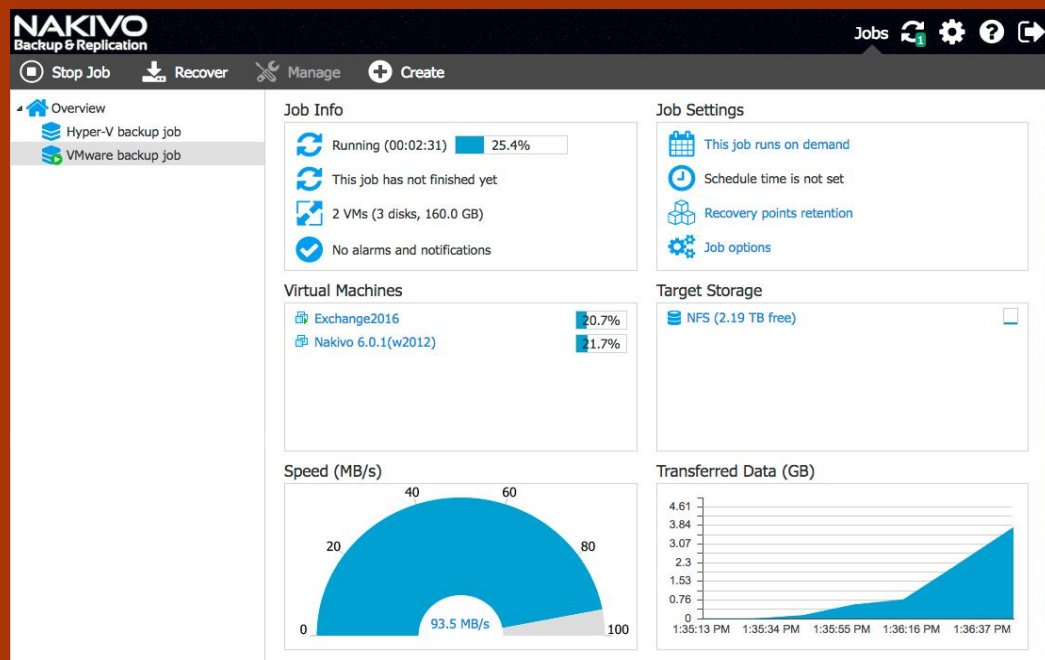 NAKIVO
Backup & Replication
Jobs
1
Stop Job
Recover
Manage
Create
Overview
Hyper-V backup job
VMware backup job
Job Info
Running (00:02:31) 25.4%
This job has not finished yet
2 VMs (3 disks, 160.0 GB)
No alarms and notifications
Job Settings
This job runs on demand
Schedule time is not set
Recovery points retention
Job options
Virtual Machines
Exchange2016 20.7%
Nakivo 6.0.1(w2012) 21.7%
Target Storage
NFS (2.19 TB free)
Speed (MB/s)
0
20
40
60
80
100
93.5 MB/s
Transferred Data (GB)
4.61
3.84
3.07
2.3
1.53
0.76
0
1:35:13 PM 1:35:34 PM 1:35:55 PM 1:36:16 PM 1:36:37 PM